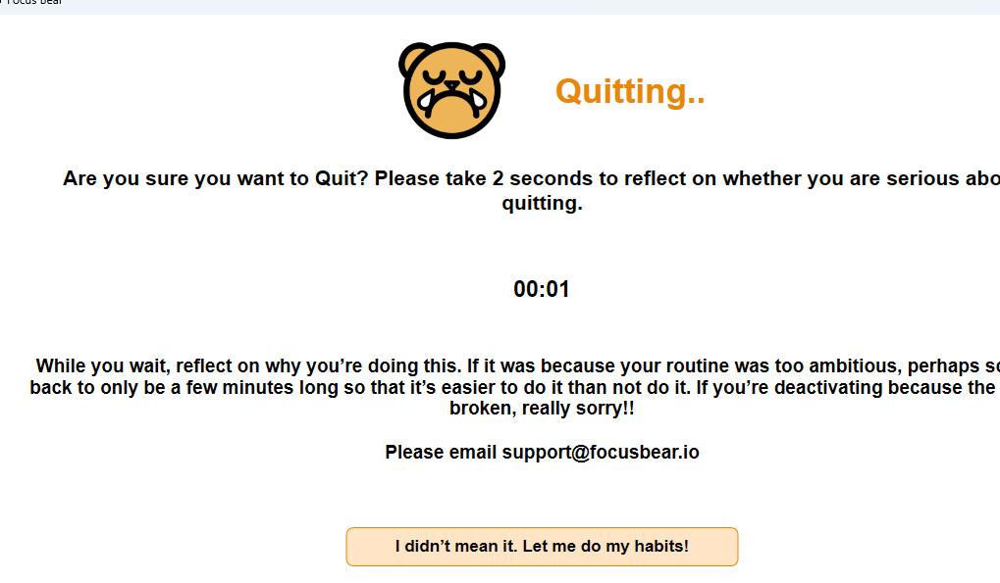 Focus Bear
Quitting..
Are you sure you want to Quit? Please take 2 seconds to reflect on whether you are serious abo
quitting.
00:01
While you wait, reflect on why you’re doing this. If it was because your routine was too ambitious, perhaps sc
back to only be a few minutes long so that it’s easier to do it than not do it. If you’re deactivating because the
broken, really sorry!!
Please email support@focusbear.io
I didn’t mean it. Let me do my habits!